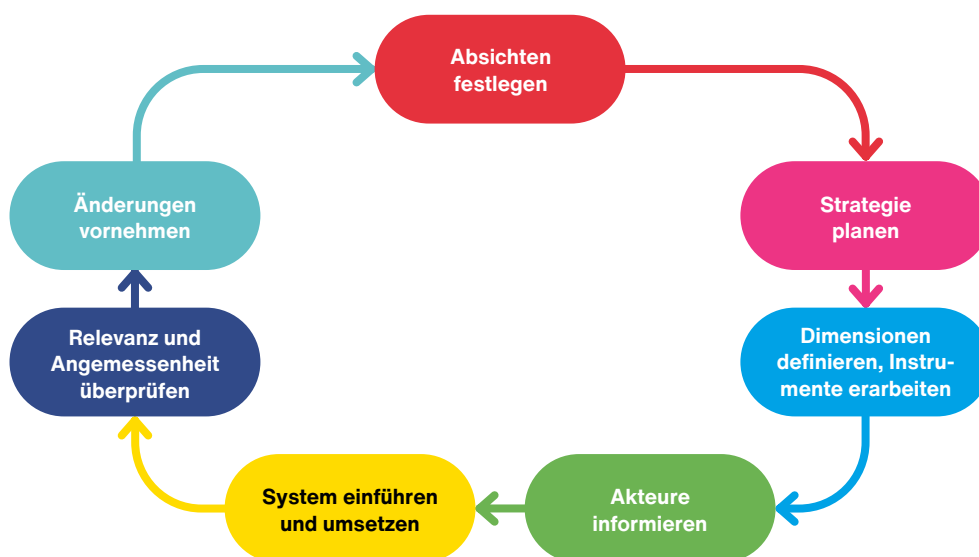 Absichten
festlegen
Strategie
planen
Dimensionen
definieren, Instru-
mente erarbeiten
Akteure
informieren
System einführen
und umsetzen
Relevanz und
Angemessenheit
überprüfen
Änderungen
vornehmen